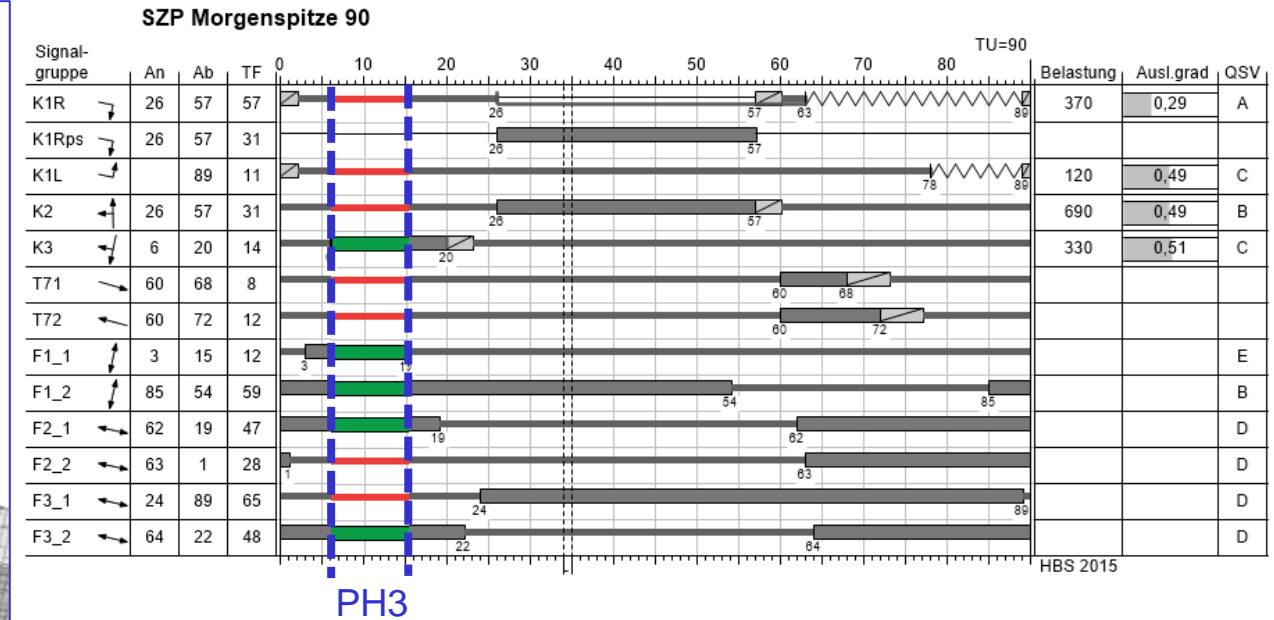 SZP Morgenspitze 90
TU=90
Signal-
gruppe An Ab TF 0 10 20 30 40 50 60 70 80 Belastung Ausl.grad QSV
K1R 26 57 57 26 57 63 89 370 0,29 A
K1Rps 26 57 31 26 57
K1L 89 11 78 89 120 0,49 C
K2 26 57 31 26 57 690 0,49 B
K3 6 20 14 20 330 0,51 C
T71 60 68 8 60 68
T72 60 72 12 60 72
F1_1 3 15 12 3 E
F1_2 85 54 59 54 85 B
F2_1 62 19 47 19 62 D
F2_2 63 1 28 1 63 D
F3_1 24 89 65 24 89 D
F3_2 64 22 48 22 64 D
HBS 2015
PH3